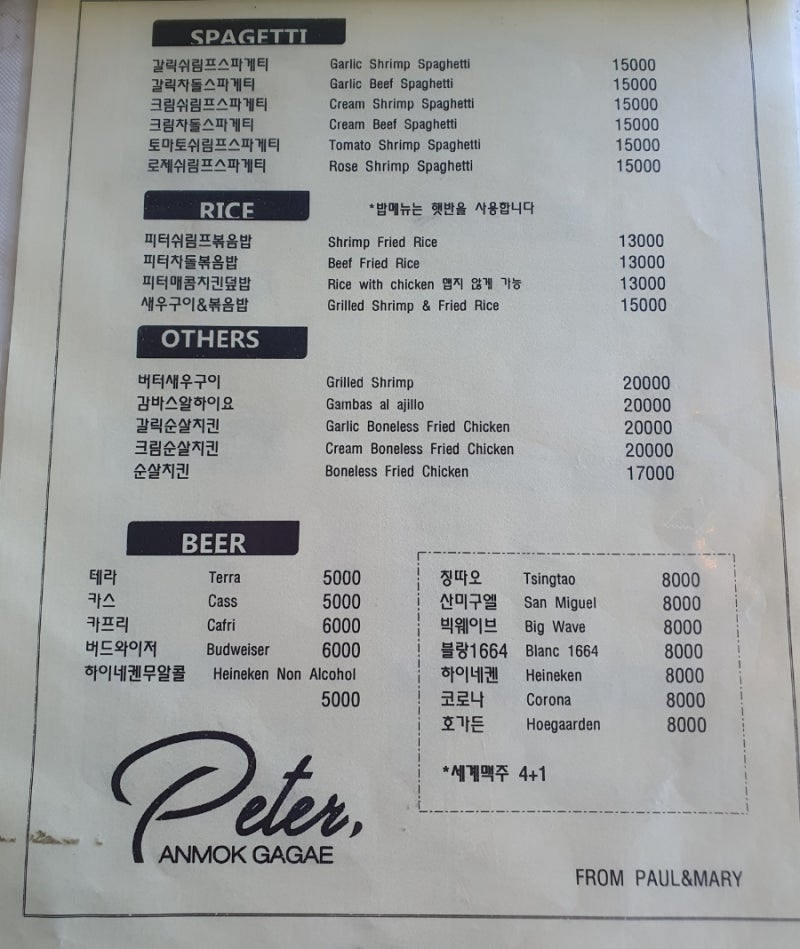 SPAGETTI
갈릭쉬림프스파게티 Garlic Shrimp Spaghetti 15000
갈릭차돌스파게티 Garlic Beef Spaghetti 15000
크림쉬림프스파게티 Cream Shrimp Spaghetti 15000
크림차돌스파게티 Cream Beef Spaghetti 15000
토마토쉬림프스파게티 Tomato Shrimp Spaghetti 15000
로제쉬림프스파게티 Rose Shrimp Spaghetti 15000
RICE *밥메뉴는 햇반을 사용합니다
피터쉬림프볶음밥 Shrimp Fried Rice 13000
피터차돌볶음밥 Beef Fried Rice 13000
피터매콤치킨덮밥 Rice with chicken 맵지 않게 가능 13000
새우구이&볶음밥 Grilled Shrimp & Fried Rice 15000
OTHERS
버터새우구이 Grilled Shrimp 20000
감바스알하이요 Gambas al ajillo 20000
갈릭순살치킨 Garlic Boneless Fried Chicken 20000
크림순살치킨 Cream Boneless Fried Chicken 20000
순살치킨 Boneless Fried Chicken 17000
BEER
테라 Terra 5000
카스 Cass 5000
카프리 Cafri 6000
버드와이저 Budweiser 6000
하이네켄무알콜 Heineken Non Alcohol
5000
칭따오 Tsingtao 8000
산미구엘 San Miguel 8000
빅웨이브 Big Wave 8000
블랑1664 Blanc 1664 8000
하이네켄 Heineken 8000
코로나 Corona 8000
호가든 Hoegaarden 8000
*세계맥주 4+1
Peter,
ANMOK GAGAE
FROM PAUL&MARY